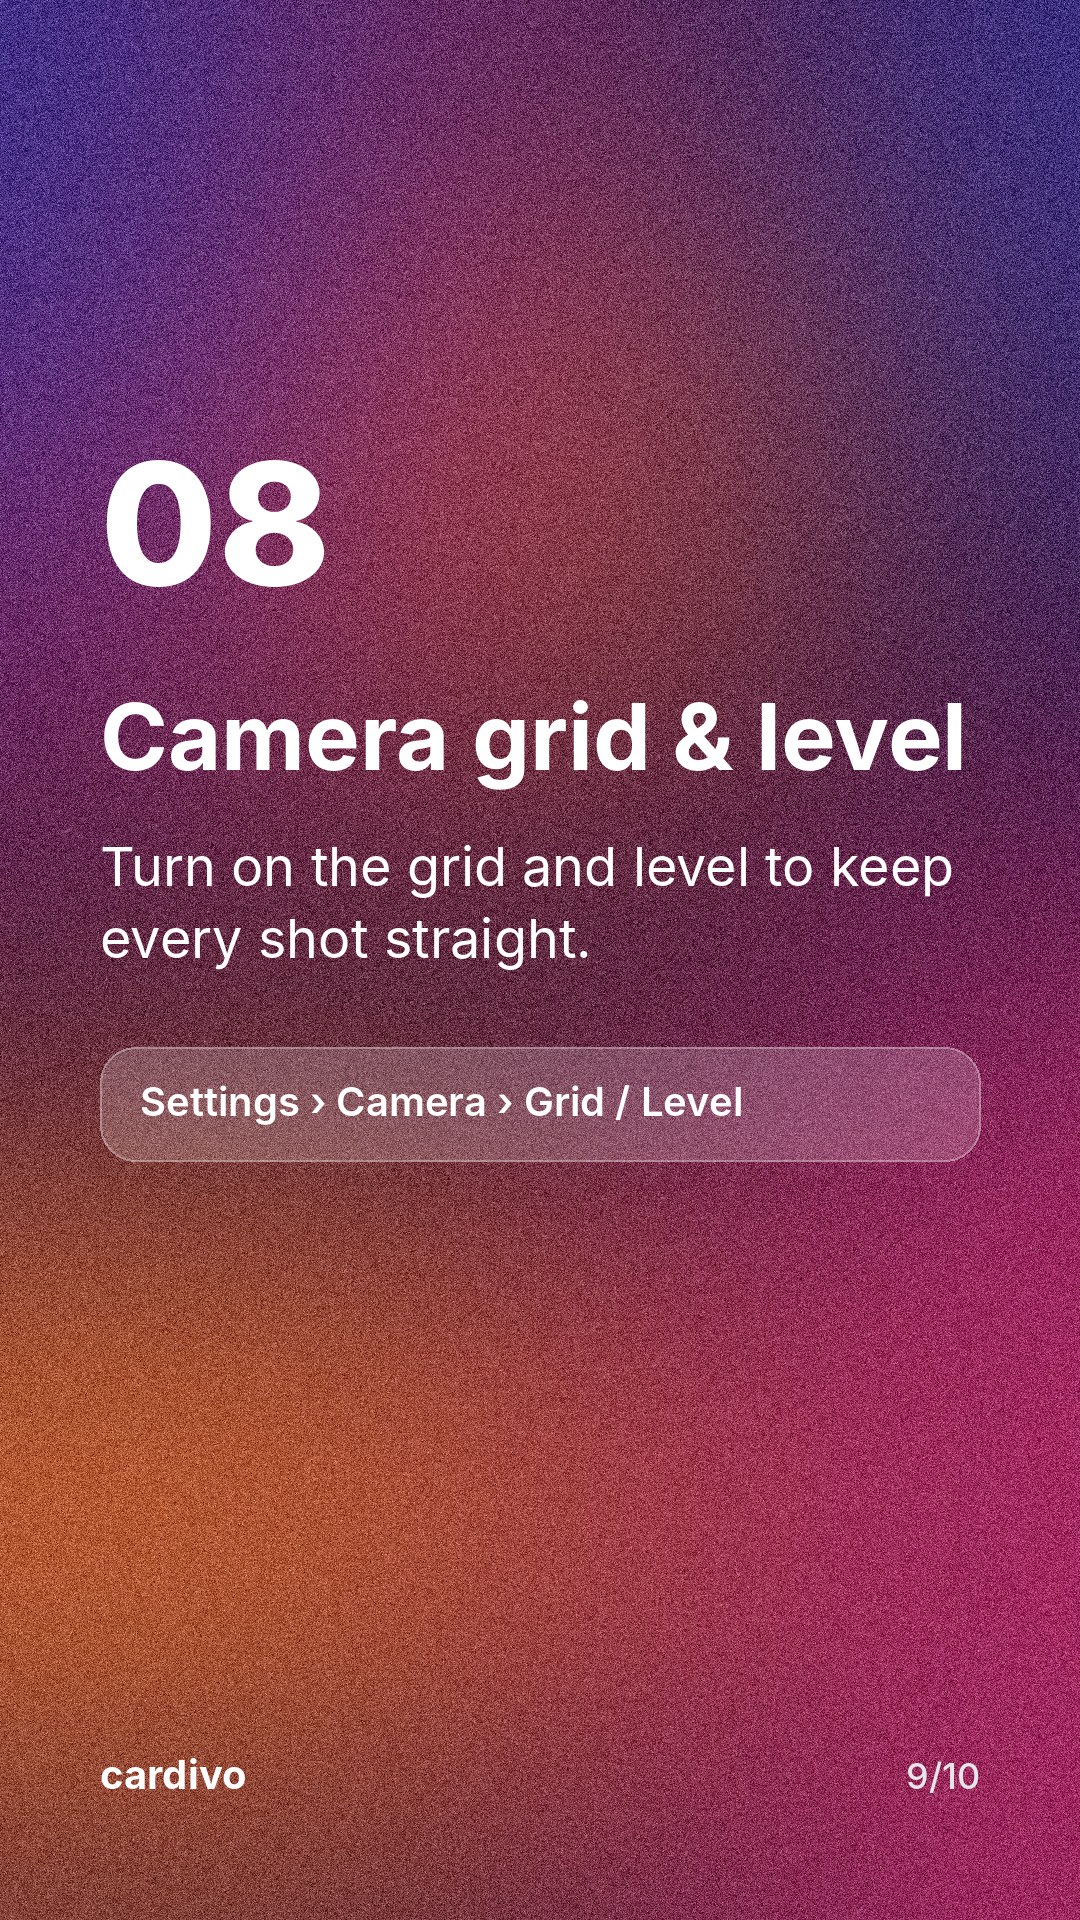 08
Camera grid & level
Turn on the grid and level to keep
every shot straight.
Settings › Camera › Grid / Level
cardivo
9/10